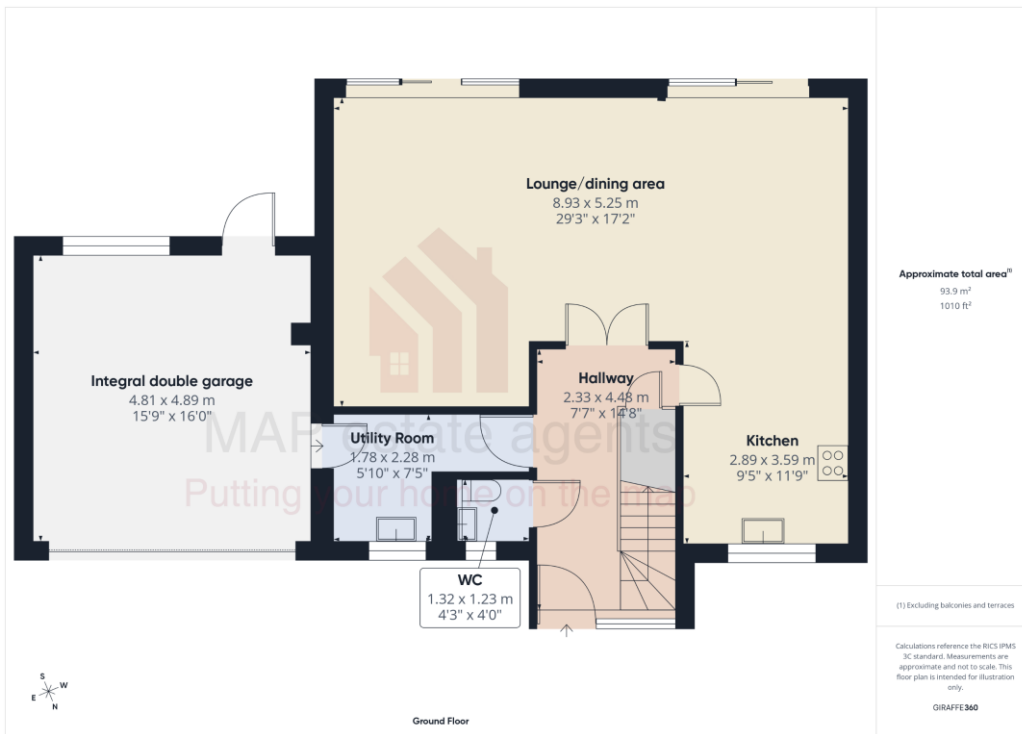 Lounge/dining area
8.93 x 5.25 m
29'3" x 17'2"
Approximate total area(1)
93.9 m²
1010 ft²
Integral double garage
4.81 x 4.89 m
15'9" x 16'0"
Hallway
2.33 x 4.48 m
7'7" x 14'8"
MAP estate agents
Utility Room
1.78 x 2.28 m
5'10" x 7'5"
Kitchen
2.89 x 3.59 m
9'5" x 11'9"
Putting your home on the map
WC
1.32 x 1.23 m
4'3" x 4'0"
(1) Excluding balconies and terraces
Calculations reference the RICS IPMS
3C standard. Measurements are
approximate and not to scale. This
floor plan is intended for illustration
only.
GIRAFFE360
S
W
E
N
Ground Floor